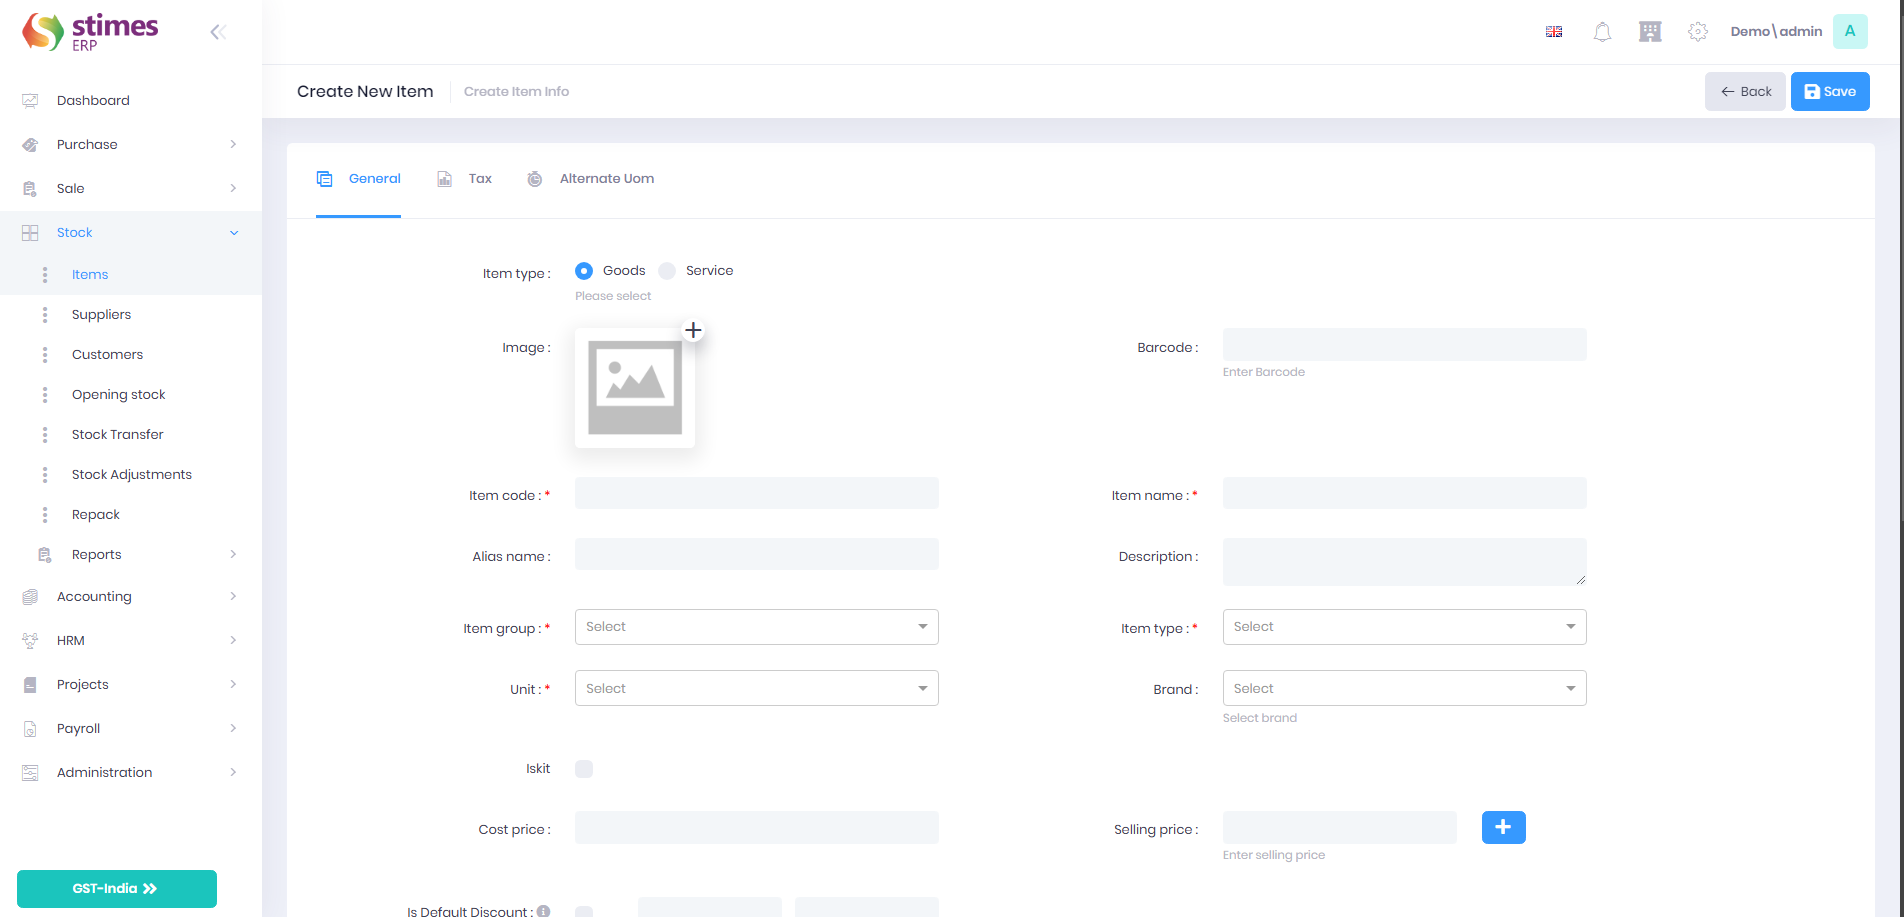 stimes
ERP
Demo\admin
A
Create New Item
Create Item Info
Back
Save
Dashboard
Purchase
Sale
Stock
Items
Suppliers
Customers
Opening stock
Stock Transfer
Stock Adjustments
Repack
Reports
Accounting
HRM
Projects
Payroll
Administration
GST-India
General
Tax
Alternate Uom
Item type :
Goods
Service
Please select
Image :
Barcode :
Enter Barcode
Item code : *
Item name : *
Alias name :
Description :
Item group : *
Select
Item type : *
Select
Unit : *
Select
Brand :
Select
Select brand
Iskit
Cost price :
Selling price :
Enter selling price
Is Default Discount :